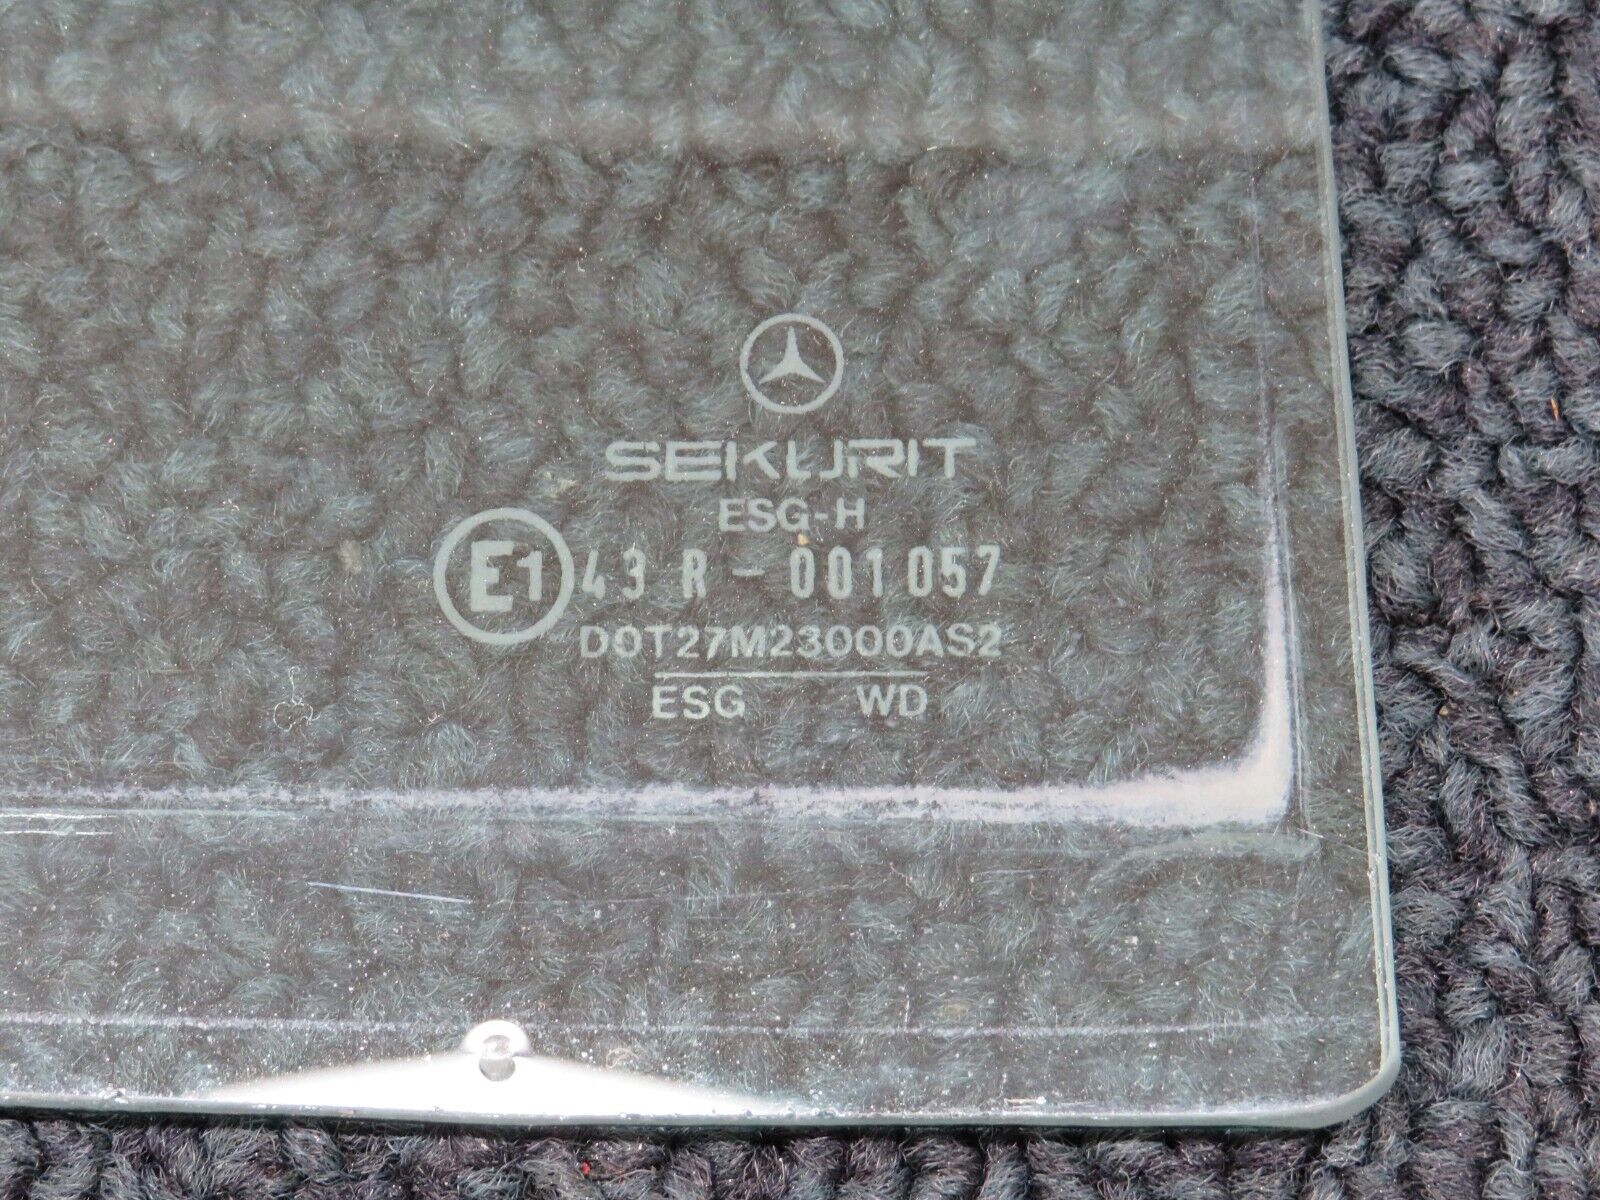 SEKURIT
ESG-H
E1 43 R - 001057
DOT27M23000AS2
ESG WD